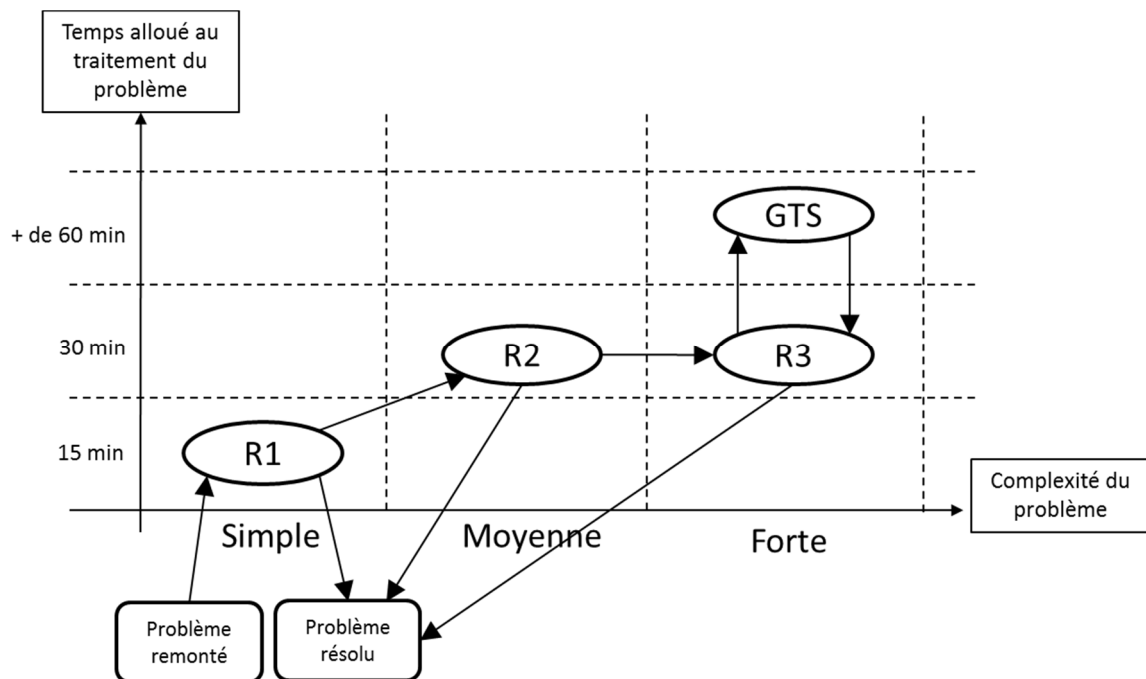 Temps alloué au
traitement du
problème
+ de 60 min
GTS
30 min
R2
R3
15 min
R1
Complexité du
problème
Simple
Moyenne
Forte
Problème
remonté
Problème
résolu